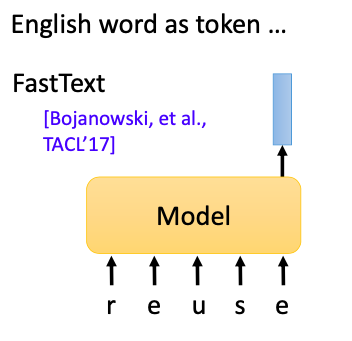 English word as token …
FastText
[Bojanowski, et al.,
TACL’17]
Model
r e u s e